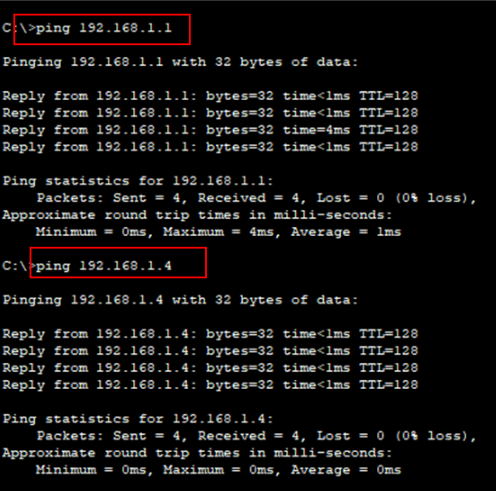 C:\>ping 192.168.1.1
Pinging 192.168.1.1 with 32 bytes of data:
Reply from 192.168.1.1: bytes=32 time<1ms TTL=128
Reply from 192.168.1.1: bytes=32 time<1ms TTL=128
Reply from 192.168.1.1: bytes=32 time=4ms TTL=128
Reply from 192.168.1.1: bytes=32 time<1ms TTL=128
Ping statistics for 192.168.1.1:
Packets: Sent = 4, Received = 4, Lost = 0 (0% loss),
Approximate round trip times in milli-seconds:
Minimum = 0ms, Maximum = 4ms, Average = 1ms
C:\>ping 192.168.1.4
Pinging 192.168.1.4 with 32 bytes of data:
Reply from 192.168.1.4: bytes=32 time<1ms TTL=128
Reply from 192.168.1.4: bytes=32 time<1ms TTL=128
Reply from 192.168.1.4: bytes=32 time<1ms TTL=128
Reply from 192.168.1.4: bytes=32 time<1ms TTL=128
Ping statistics for 192.168.1.4:
Packets: Sent = 4, Received = 4, Lost = 0 (0% loss),
Approximate round trip times in milli-seconds:
Minimum = 0ms, Maximum = 0ms, Average = 0ms